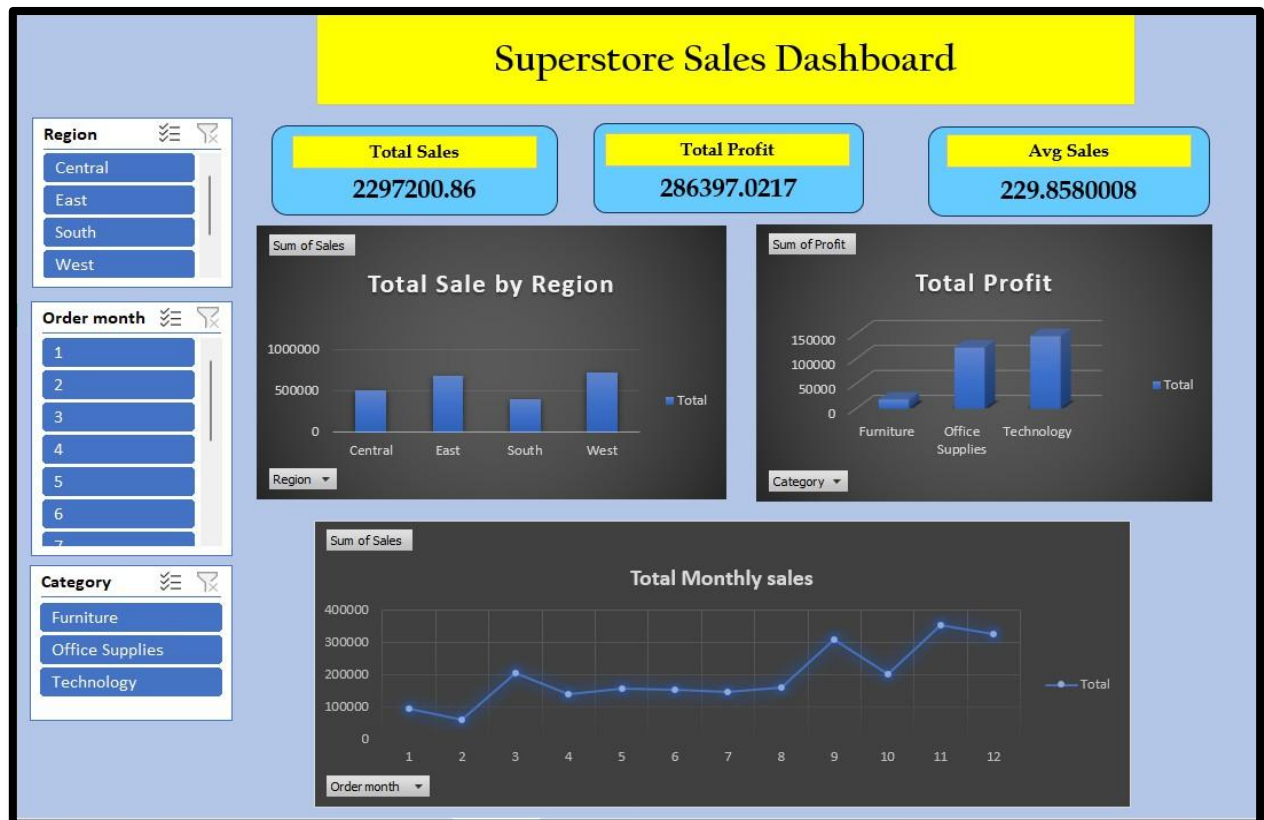 Superstore Sales Dashboard
Region
Central
East
South
West
Order month
1
2
3
4
5
6
7
Category
Furniture
Office Supplies
Technology
Total Sales
2297200.86
Total Profit
286397.0217
Avg Sales
229.8580008
Sum of Sales
Total Sale by Region
1000000
500000
0
Central East South West
Total
Region
Sum of Profit
Total Profit
150000
100000
50000
0
Furniture Office Supplies Technology
Total
Category
Sum of Sales
Total Monthly sales
400000
300000
200000
100000
0
1 2 3 4 5 6 7 8 9 10 11 12
Total
Order month